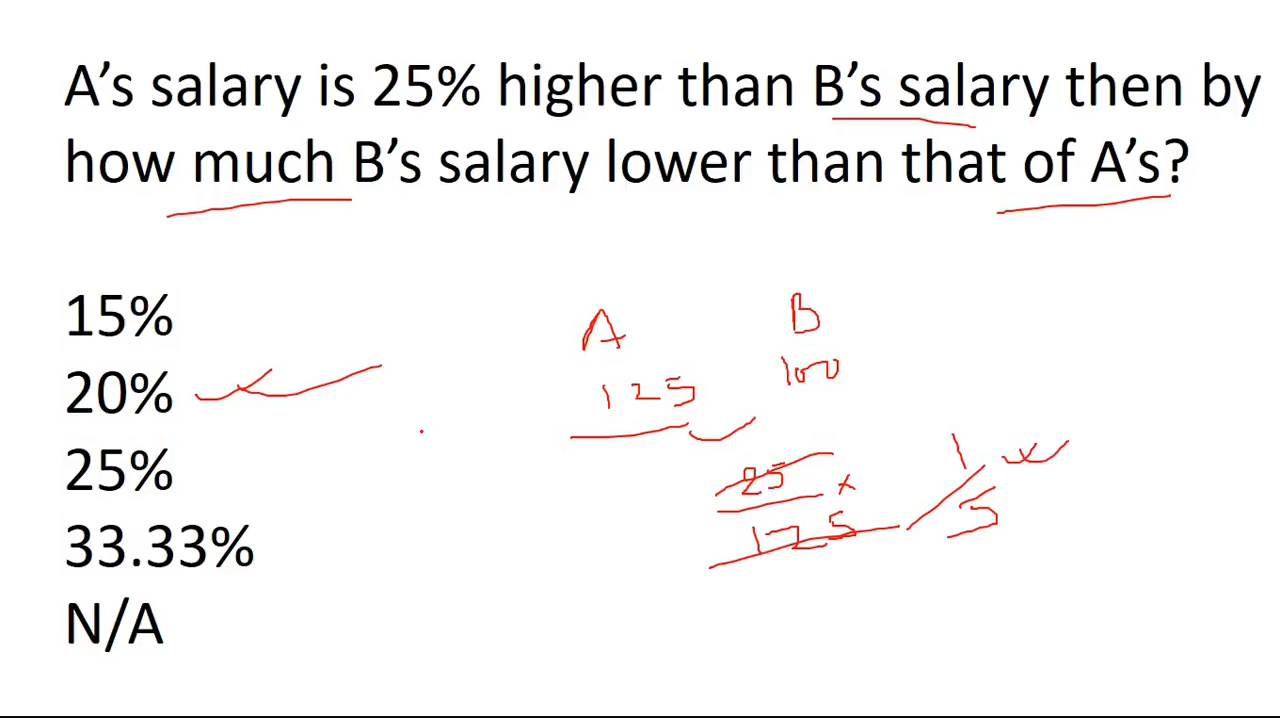 A’s salary is 25% higher than B’s salary then by
how much B’s salary lower than that of A’s?
15%
20%
25%
33.33%
N/A
A B
125 100
25 × 1
125 5